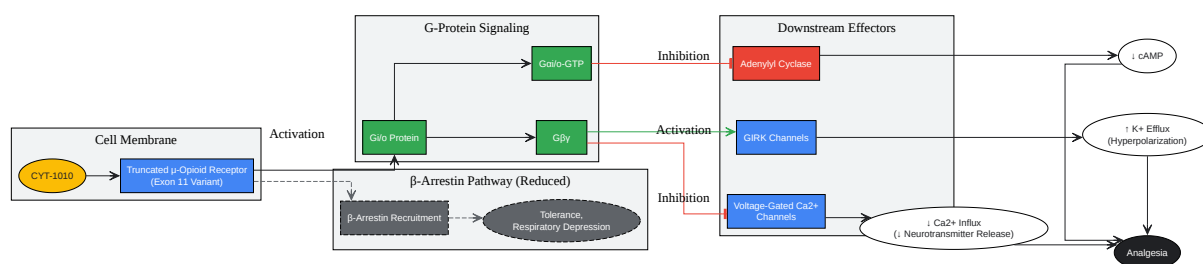 G-Protein Signaling
Downstream Effectors
Inhibition
Gαi/o-GTP
Adenylyl Cyclase
↓ cAMP
Cell Membrane
Activation
Gi/o Protein
Gβγ
Activation
GIRK Channels
↑ K+ Efflux
(Hyperpolarization)
CYT-1010
Truncated μ-Opioid Receptor
(Exon 11 Variant)
β-Arrestin Pathway (Reduced)
β-Arrestin Recruitment
Tolerance,
Respiratory Depression
Inhibition
Voltage-Gated Ca2+
Channels
↓ Ca2+ Influx
(↓ Neurotransmitter Release)
Analgesia